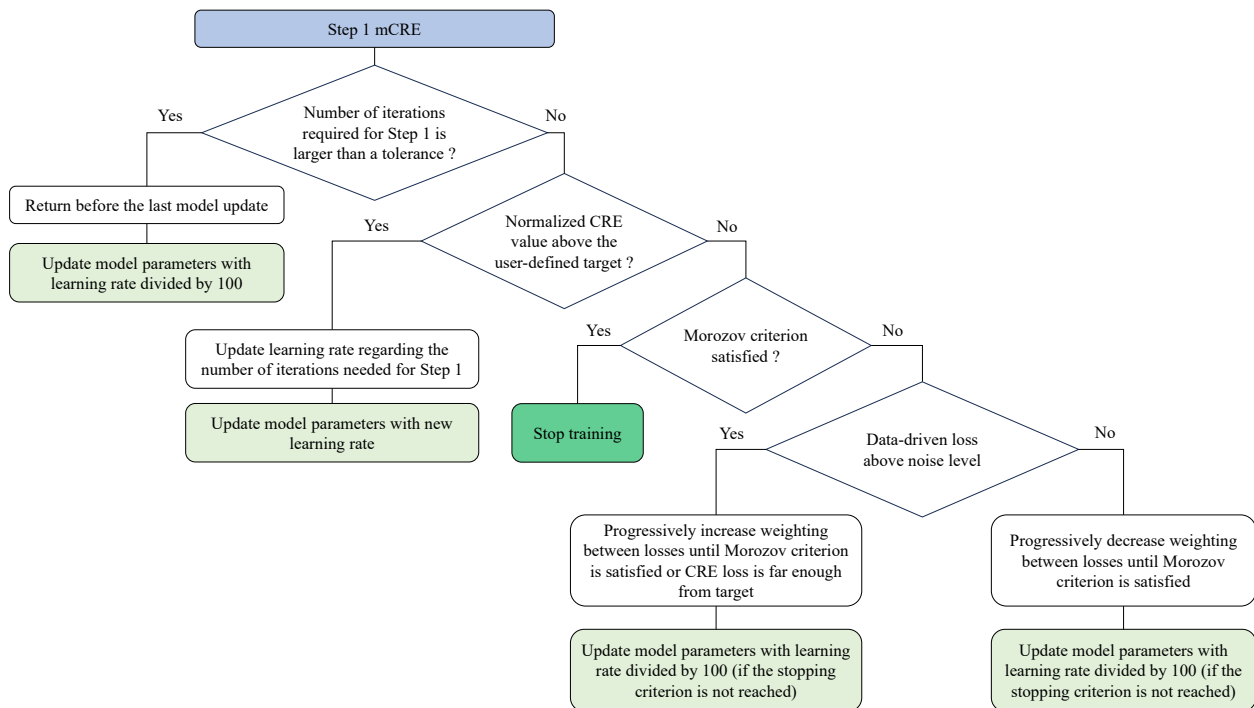 Step 1 mCRE
Number of iterations
required for Step 1 is
larger than a tolerance ?
Yes
No
Return before the last model update
Update model parameters with
learning rate divided by 100
Normalized CRE
value above the
user-defined target ?
Yes
No
Update learning rate regarding the
number of iterations needed for Step 1
Update model parameters with new
learning rate
Morozov criterion
satisfied ?
Yes
No
Stop training
Data-driven loss
above noise level
Yes
No
Progressively increase weighting
between losses until Morozov criterion
is satisfied or CRE loss is far enough
from target
Update model parameters with learning
rate divided by 100 (if the stopping
criterion is not reached)
Progressively decrease weighting
between losses until Morozov
criterion is satisfied
Update model parameters with
learning rate divided by 100 (if the
stopping criterion is not reached)